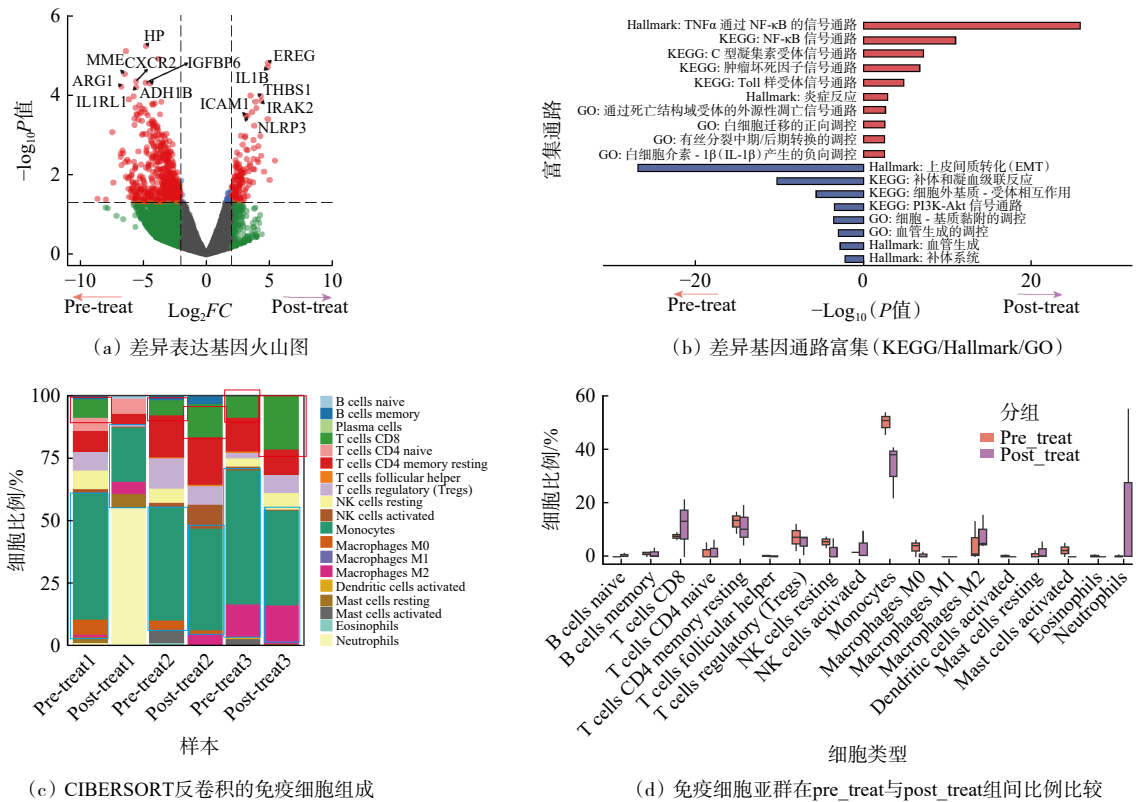 −log₁₀P值
6
4
2
0
HP
MME
CXCR2
IGFBP6
ARG1
ADH1B
IL1RL1
EREG
IL1B
THBS1
ICAM1
IRAK2
NLRP3
−10
−5
0
5
10
Pre-treat
Log₂FC
Post-treat
(a) 差异表达基因火山图
富集通路
Hallmark: TNFα 通过 NF-κB 的信号通路
KEGG: NF-κB 信号通路
KEGG: C 型凝集素受体信号通路
KEGG: 肿瘤坏死因子信号通路
KEGG: Toll 样受体信号通路
Hallmark: 炎症反应
GO: 通过死亡结构域受体的外源性凋亡信号通路
GO: 白细胞迁移的正向调控
GO: 有丝分裂中期/后期转换的调控
GO: 白细胞介素 - 1β(IL-1β)产生的负向调控
Hallmark: 上皮间质转化(EMT)
KEGG: 补体和凝血级联反应
KEGG: 细胞外基质 - 受体相互作用
KEGG: PI3K-Akt 信号通路
GO: 细胞 - 基质黏附的调控
GO: 血管生成的调控
Hallmark: 血管生成
Hallmark: 补体系统
−20
0
20
Pre-treat
−Log₁₀(P值)
Post-treat
(b) 差异基因通路富集(KEGG/Hallmark/GO)
细胞比例/%
100
75
50
25
0
Pre-treat1
Post-treat1
Pre-treat2
Post-treat2
Pre-treat3
Post-treat3
样本
B cells naive
B cells memory
Plasma cells
T cells CD8
T cells CD4 naive
T cells CD4 memory resting
T cells follicular helper
T cells regulatory (Tregs)
NK cells resting
NK cells activated
Monocytes
Macrophages M0
Macrophages M1
Macrophages M2
Dendritic cells activated
Mast cells resting
Mast cells activated
Eosinophils
Neutrophils
(c) CIBERSORT反卷积的免疫细胞组成
细胞比例/%
60
40
20
0
分组
Pre_treat
Post_treat
B cells naive
B cells memory
T cells CD8
T cells CD4 naive
T cells CD4 memory resting
T cells follicular helper
T cells regulatory (Tregs)
NK cells resting
NK cells activated
Monocytes
Macrophages M0
Macrophages M1
Macrophages M2
Dendritic cells activated
Mast cells resting
Mast cells activated
Eosinophils
Neutrophils
细胞类型
(d) 免疫细胞亚群在pre_treat与post_treat组间比例比较